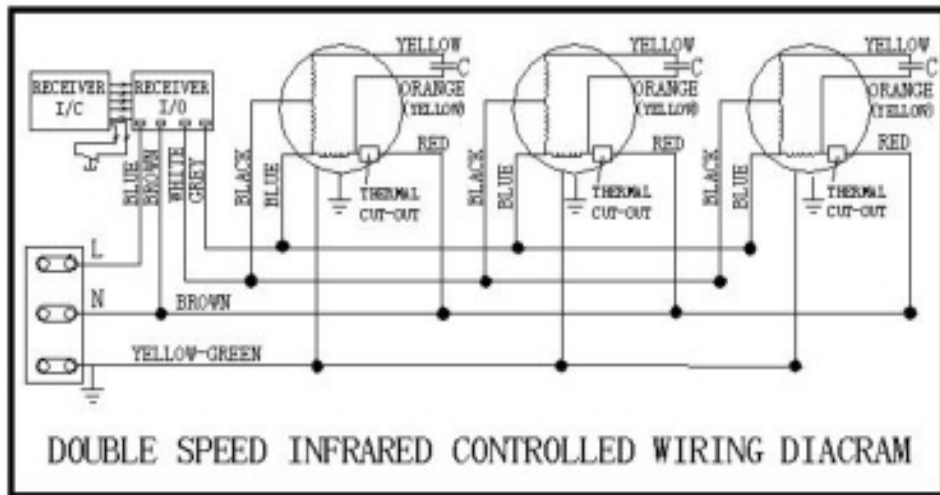 RECEIVER
I/C
RECEIVER
I/O
BLUE
BROWN
WHITE
GREY
BLACK
BLUE
YELLOW
C
ORANGE
(YELLOW)
RED
THERMAL
CUT-OUT
BLACK
BLUE
YELLOW
C
ORANGE
(YELLOW)
RED
THERMAL
CUT-OUT
BLACK
BLUE
YELLOW
C
ORANGE
(YELLOW)
RED
THERMAL
CUT-OUT
L
N
BROWN
YELLOW-GREEN
DOUBLE SPEED INFRARED CONTROLLED WIRING DIACRAM